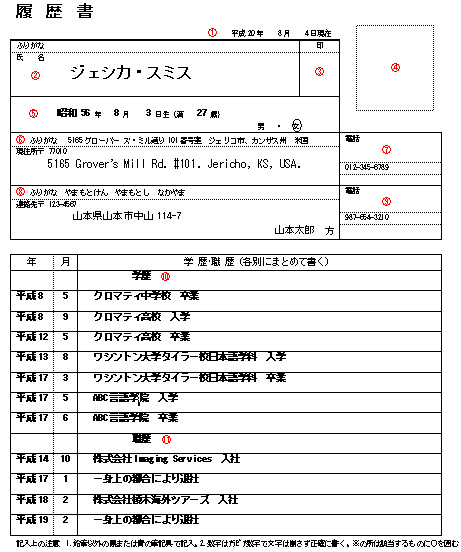 履 歴 書
① 平成 20年 8月 4日現在
ふりがな
印
氏 名
② ジェシカ・スミス
③
④
⑤ 昭和 56 年 8 月 3 日生 (満 27 歳)
男 ・ 女
⑥ ふりがな 5165 グローバー ズ・ミル通り 101 番号室 ジェリコ市、カンザス州 米国
電話
現住所〒 77010
⑦
5165 Grover's Mill Rd. #101. Jericho, KS, USA.
012-345-6789
⑧ ふりがな やまもとけん やまもとし なかやま
電話
連絡先〒 123-4567
⑨
山本県山本市中山 114-7
987-654-3210
山本太郎 方
年 月 学 歴・職 歴 (各別にまとめて書く)
学歴 ⑩
平成 8 5 クロマティ中学校 卒業
平成 8 9 クロマティ高校 入学
平成 12 5 クロマティ高校 卒業
平成 13 8 ワシントン大学タイラー校日本語学科 入学
平成 17 3 ワシントン大学タイラー校日本語学科 卒業
平成 17 5 ABC 言語学院 入学
平成 17 6 ABC 言語学院 卒業
職歴 ⑪
平成 14 10 株式会社 Imaging Services 入社
平成 17 1 一身上の都合により退社
平成 18 2 株式会社積木海外ツアーズ 入社
平成 19 2 一身上の都合により退社
記入上の注意 1. 鉛筆以外の黒または青の筆記具で記入。2. 数字はアラビア数字で文字は崩さず正確に書く。※の所は該当するものに○を囲む